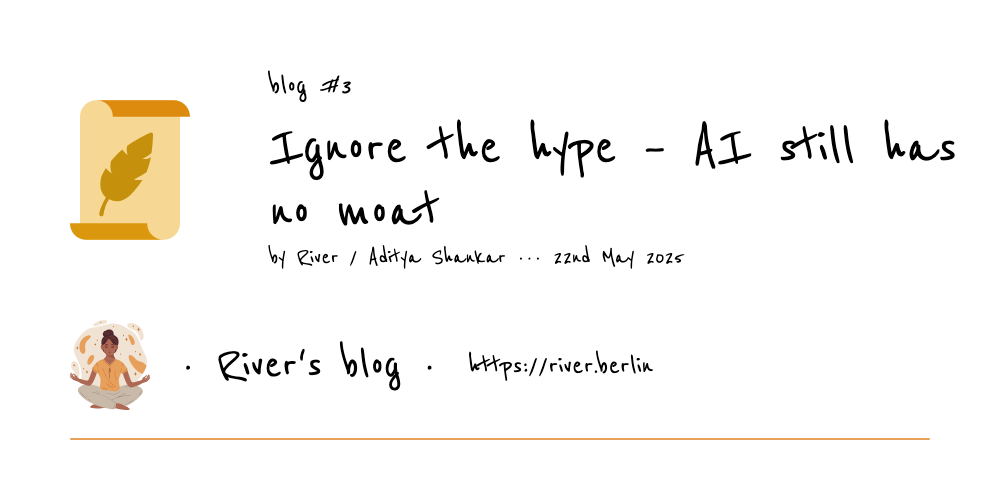 blog #3
Ignore the hype - AI still has
no moat
by River / Aditya Shankar ... 22nd May 2025
· River's blog · https://river.berlin